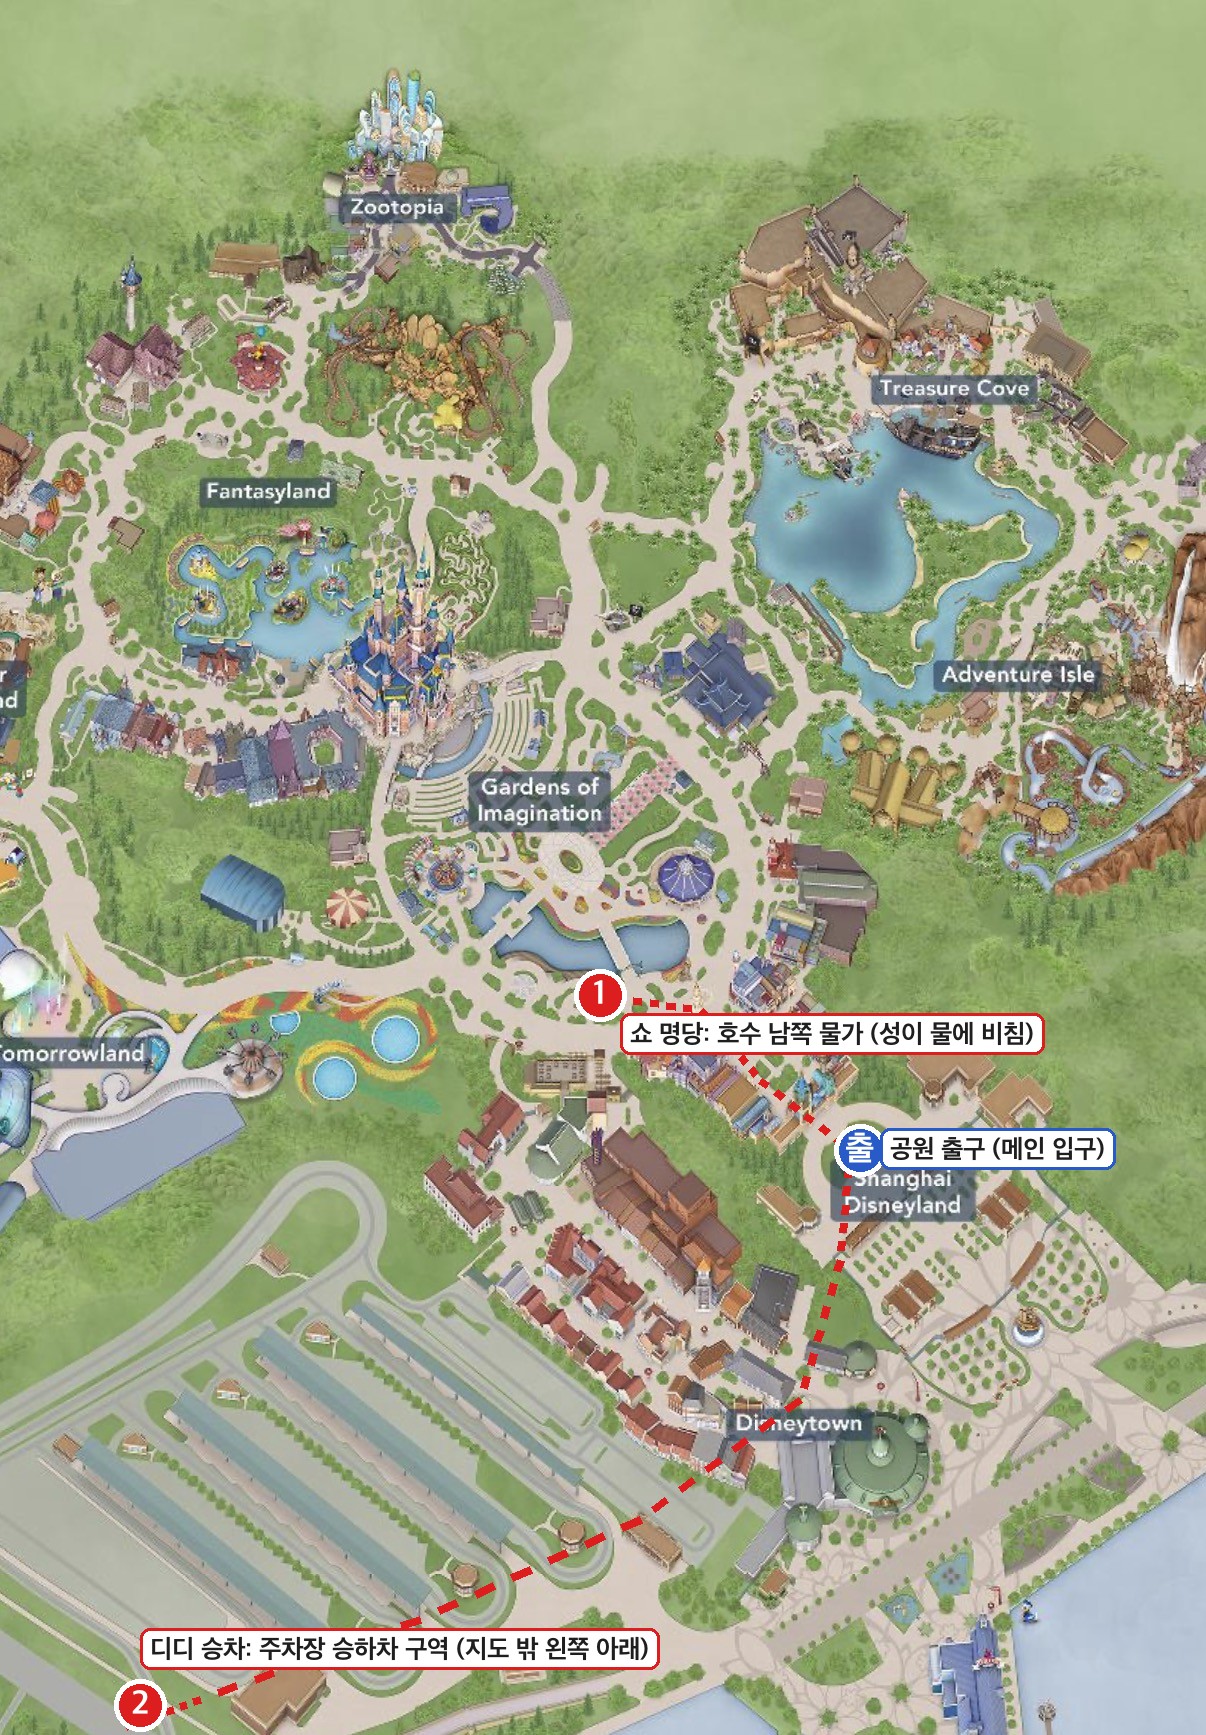 Zootopia
Treasure Cove
Fantasyland
Adventure Isle
Gardens of
Imagination
1
쇼 명당: 호수 남쪽 물가 (성이 물에 비침)
omorrowland
출
공원 출구 (메인 입구)
Shanghai
Disneyland
Disneytown
디디 승차: 주차장 승하차 구역 (지도 밖 왼쪽 아래)
2